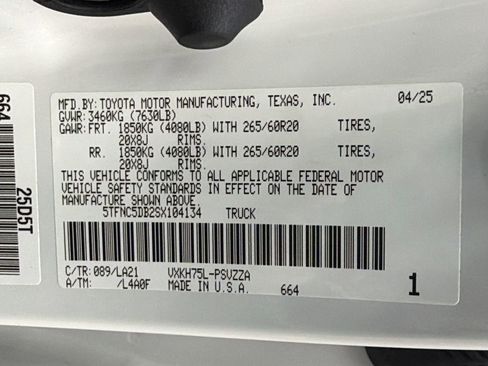 MFD.BY: TOYOTA MOTOR MANUFACTURING, TEXAS, INC. 04/25
GVWR: 3460KG (7630LB)
GAWR: FRT. 1850KG (4080LB) WITH 265/60R20 TIRES,
20X8J RIMS.
RR. 1850KG (4080LB) WITH 265/60R20 TIRES,
20X8J RIMS.
THIS VEHICLE CONFORMS TO ALL APPLICABLE FEDERAL MOTOR
VEHICLE SAFETY STANDARDS IN EFFECT ON THE DATE OF
MANUFACTURE SHOWN ABOVE.
5TFNC5DB2SX104134 TRUCK
C/TR: 089/LA21 VXKH75L-PSVZZA
A/TM: /L4A0F MADE IN U.S.A. 664 1
664
25D5T